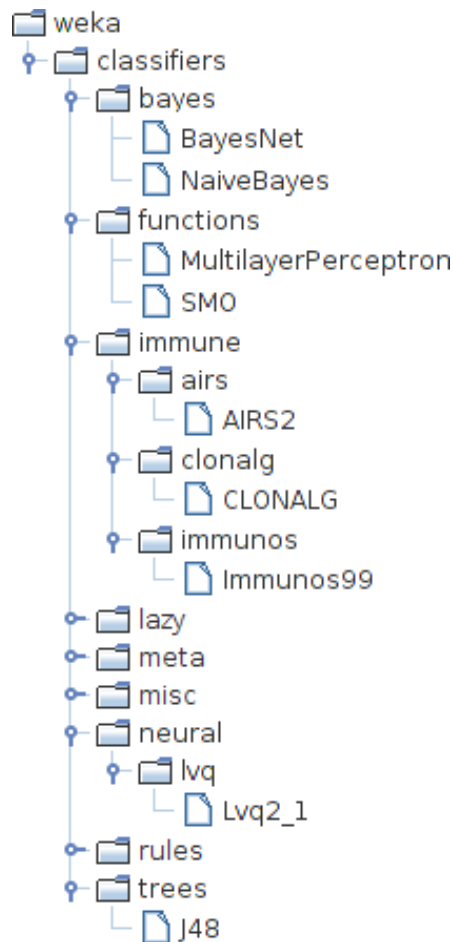 weka
classifiers
bayes
BayesNet
NaiveBayes
functions
MultilayerPerceptron
SMO
immune
airs
AIRS2
clonalg
CLONALG
immunos
Immunos99
lazy
meta
misc
neural
lvq
Lvq2_1
rules
trees
J48